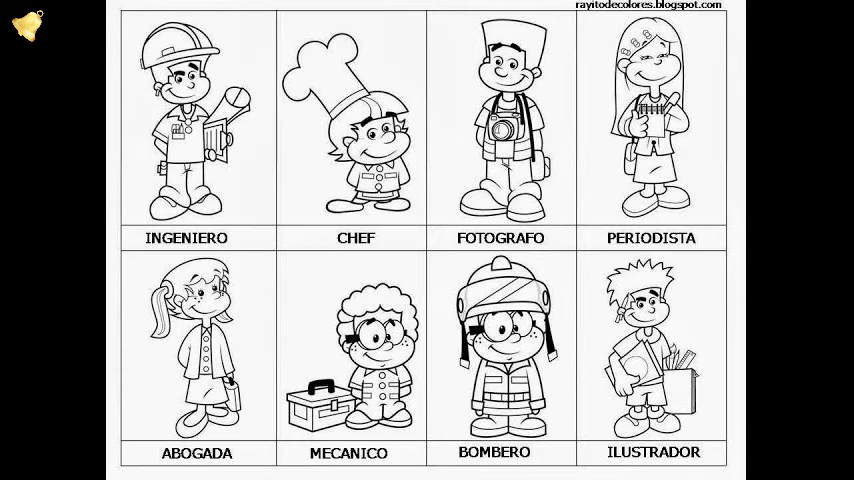 rayitodecolores.blogspot.com
INGENIERO CHEF FOTOGRAFO PERIODISTA
ABOGADA MECANICO BOMBERO ILUSTRADOR